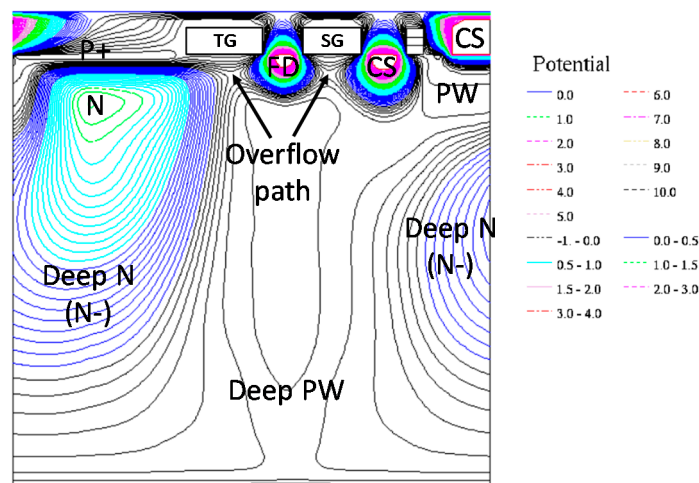 TG
SG
CS
P+
FD
CS
N
PW
Overflow
path
Deep N
(N-)
Deep N
(N-)
Deep PW
Potential
0.0
6.0
1.0
7.0
2.0
8.0
3.0
9.0
4.0
10.0
5.0
-1. - 0.0
0.0 - 0.5
0.5 - 1.0
1.0 - 1.5
1.5 - 2.0
2.0 - 3.0
3.0 - 4.0